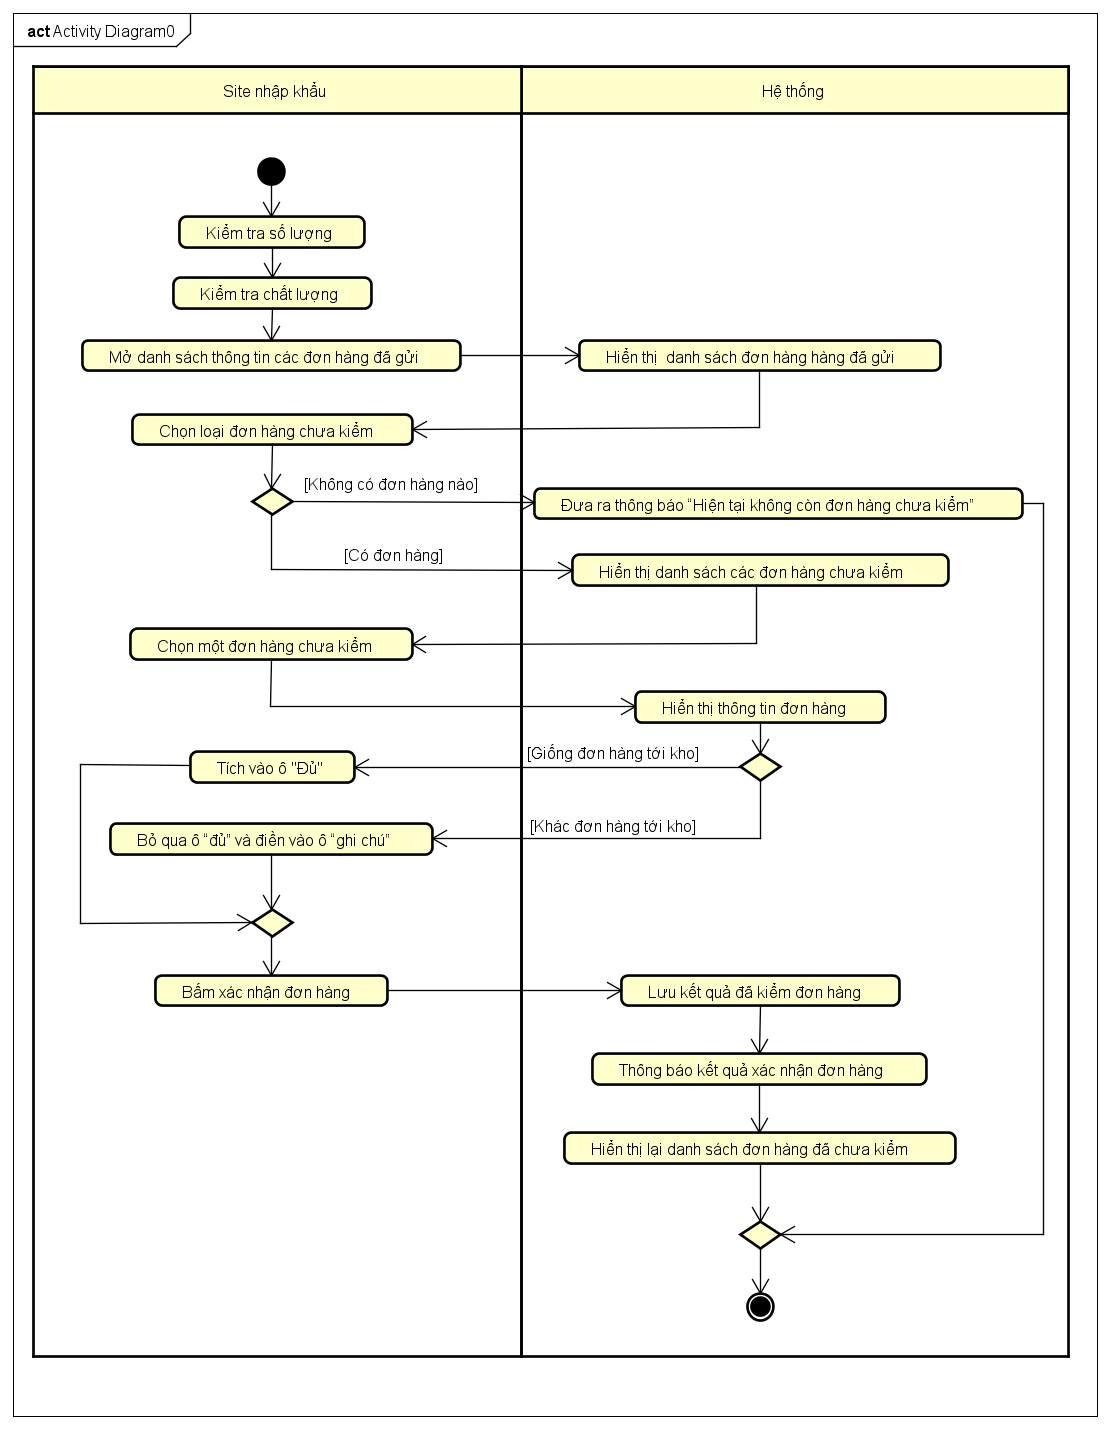 act Activity Diagram0
Site nhập khẩu
Hệ thống
Kiểm tra số lượng
Kiểm tra chất lượng
Mở danh sách thông tin các đơn hàng đã gửi
Hiển thị  danh sách đơn hàng hàng đã gửi
Chọn loại đơn hàng chưa kiểm
[Không có đơn hàng nào]
Đưa ra thông báo “Hiện tại không còn đơn hàng chưa kiểm”
[Có đơn hàng]
Hiển thị danh sách các đơn hàng chưa kiểm
Chọn một đơn hàng chưa kiểm
Hiển thị thông tin đơn hàng
[Giống đơn hàng tới kho]
Tích vào ô "Đủ"
[Khác đơn hàng tới kho]
Bỏ qua ô “đủ” và điền vào ô “ghi chú”
Bấm xác nhận đơn hàng
Lưu kết quả đã kiểm đơn hàng
Thông báo kết quả xác nhận đơn hàng
Hiển thị lại danh sách đơn hàng đã chưa kiểm